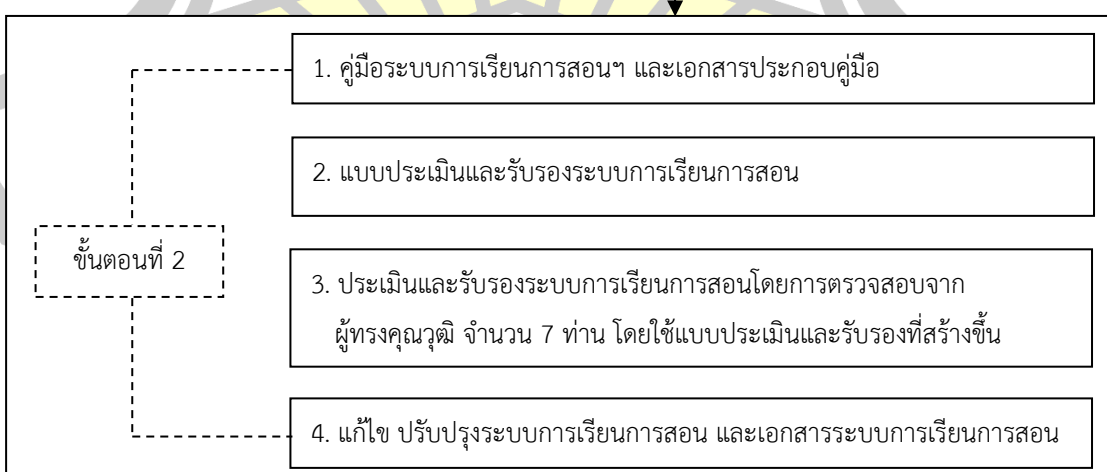 1. คู่มือระบบการเรียนการสอนฯ และเอกสารประกอบคู่มือ
2. แบบประเมินและรับรองระบบการเรียนการสอน
ขั้นตอนที่ 2
3. ประเมินและรับรองระบบการเรียนการสอนโดยการตรวจสอบจาก
ผู้ทรงคุณวุฒิ จำนวน 7 ท่าน โดยใช้แบบประเมินและรับรองที่สร้างขึ้น
4. แก้ไข ปรับปรุงระบบการเรียนการสอน และเอกสารระบบการเรียนการสอน